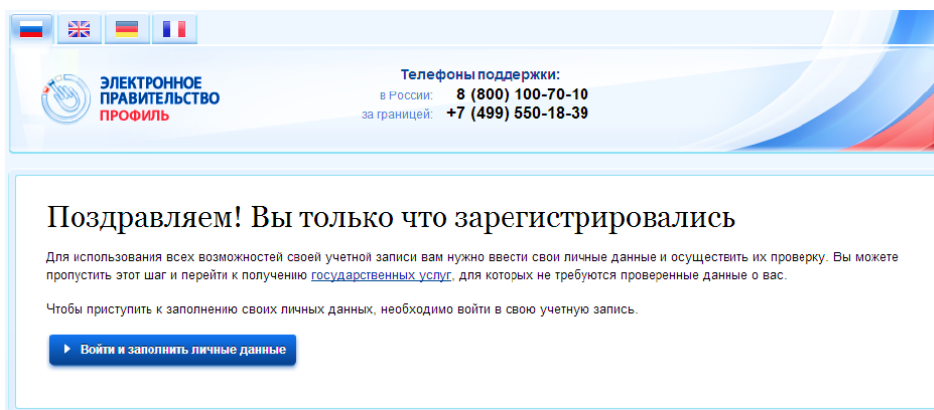 ЭЛЕКТРОННОЕ
ПРАВИТЕЛЬСТВО
ПРОФИЛЬ
Телефоны поддержки:
в России: 8 (800) 100-70-10
за границей: +7 (499) 550-18-39
Поздравляем! Вы только что зарегистрировались
Для использования всех возможностей своей учетной записи вам нужно ввести свои личные данные и осуществить их проверку. Вы можете
пропустить этот шаг и перейти к получению государственных услуг, для которых не требуются проверенные данные о вас.
Чтобы приступить к заполнению своих личных данных, необходимо войти в свою учетную запись.
Войти и заполнить личные данные